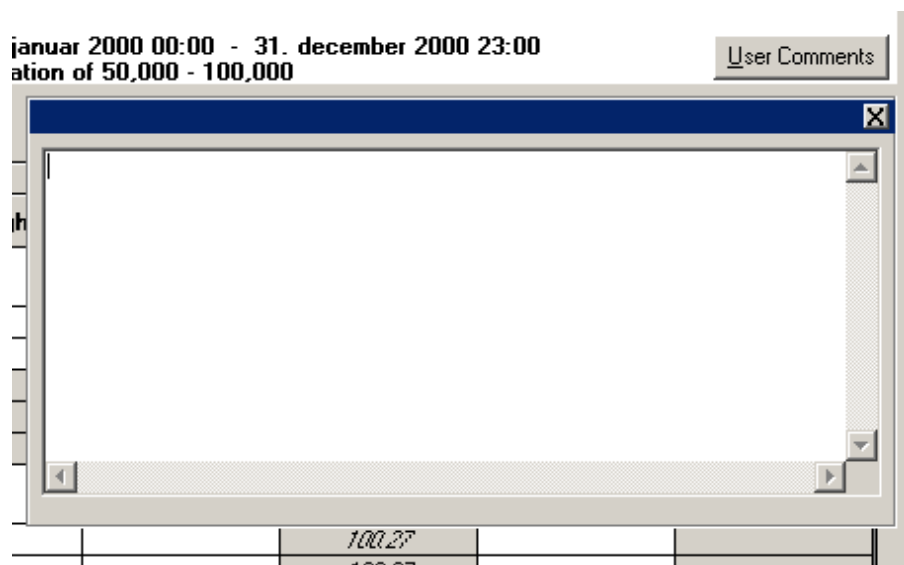 januar 2000 00:00 - 31. december 2000 23:00
ation of 50,000 - 100,000
User Comments
100.27